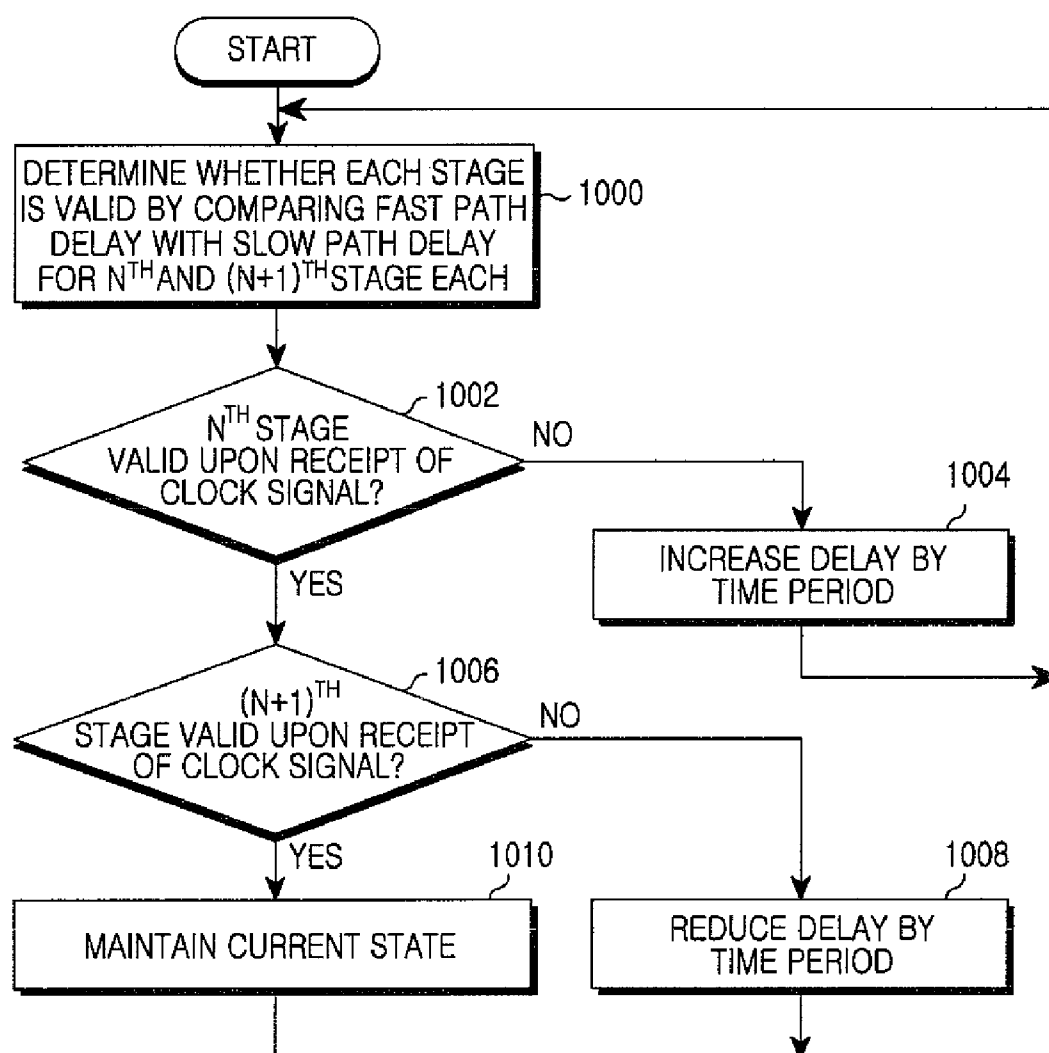 START
DETERMINE WHETHER EACH STAGE
IS VALID BY COMPARING FAST PATH
DELAY WITH SLOW PATH DELAY
FOR NTH AND (N+1)TH STAGE EACH
1000
1002
NTH STAGE
VALID UPON RECEIPT OF
CLOCK SIGNAL?
NO
YES
1004
INCREASE DELAY BY
TIME PERIOD
1006
(N+1)TH
STAGE VALID UPON RECEIPT
OF CLOCK SIGNAL?
NO
YES
1010
MAINTAIN CURRENT STATE
1008
REDUCE DELAY BY
TIME PERIOD